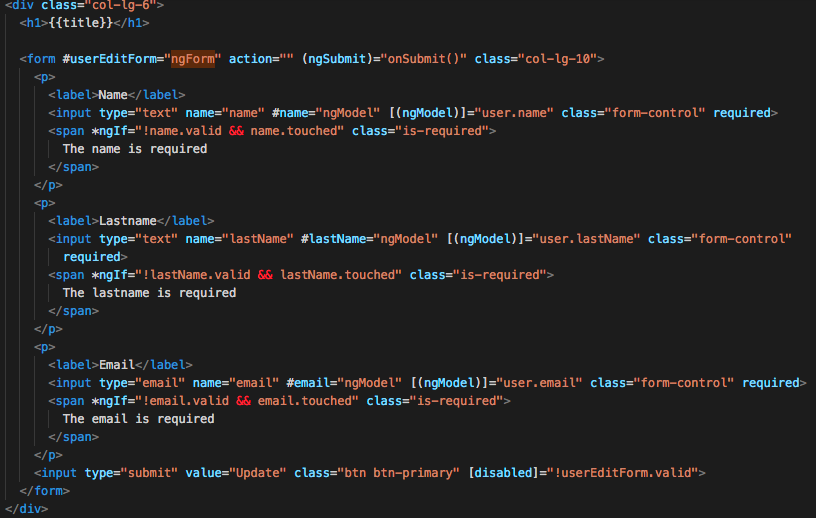 <div class="col-lg-6">
<h1>{{title}}</h1>
<form #userEditForm="ngForm" action="" (ngSubmit)="onSubmit()" class="col-lg-10">
<p>
<label>Name</label>
<input type="text" name="name" #name="ngModel" [(ngModel)]="user.name" class="form-control" required>
<span *ngIf="!name.valid && name.touched" class="is-required">
The name is required
</span>
</p>
<p>
<label>Lastname</label>
<input type="text" name="lastName" #lastName="ngModel" [(ngModel)]="user.lastName" class="form-control"
required>
<span *ngIf="!lastName.valid && lastName.touched" class="is-required">
The lastname is required
</span>
</p>
<p>
<label>Email</label>
<input type="email" name="email" #email="ngModel" [(ngModel)]="user.email" class="form-control" required>
<span *ngIf="!email.valid && email.touched" class="is-required">
The email is required
</span>
</p>
<input type="submit" value="Update" class="btn btn-primary" [disabled]="!userEditForm.valid">
</form>
</div>